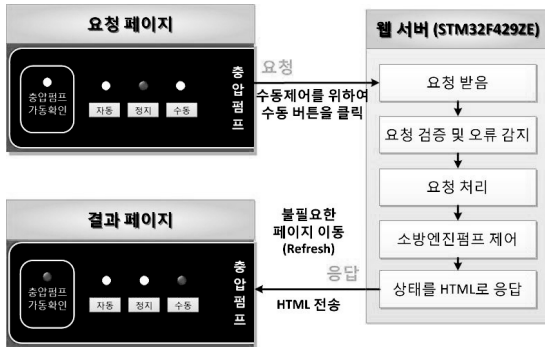 요청 페이지
충압펌프
가동확인
자동
정지
수동
충압펌프
요청
수동제어를 위하여
수동 버튼을 클릭
웹 서버 (STM32F429ZE)
요청 받음
요청 검증 및 오류 감지
요청 처리
소방엔진펌프 제어
상태를 HTML로 응답
결과 페이지
충압펌프
가동확인
자동
정지
수동
충압펌프
불필요한
페이지 이동
(Refresh)
응답
HTML 전송